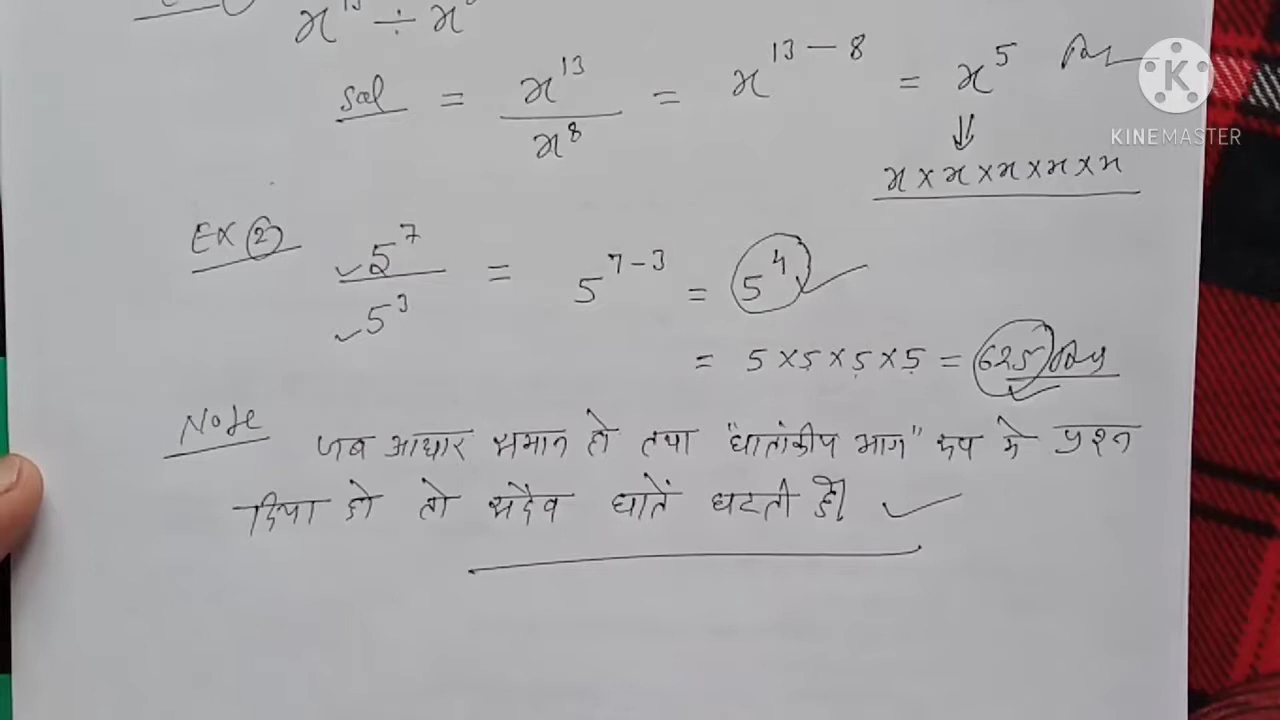 x¹³ ÷ x
Sol = x¹³/x⁸ = x¹³⁻⁸ = x⁵ Ans
⇓
x × x × x × x × x
Ex (2) 5⁷/5³ = 5⁷⁻³ = 5⁴
= 5 × 5 × 5 × 5 = 625 Ans
Note जब आधार समान हो तथा "घातांकीय भाग" रूप मे प्रश्न
दिया हो तो सदैव घातें घटती है।
K
KINEMASTER